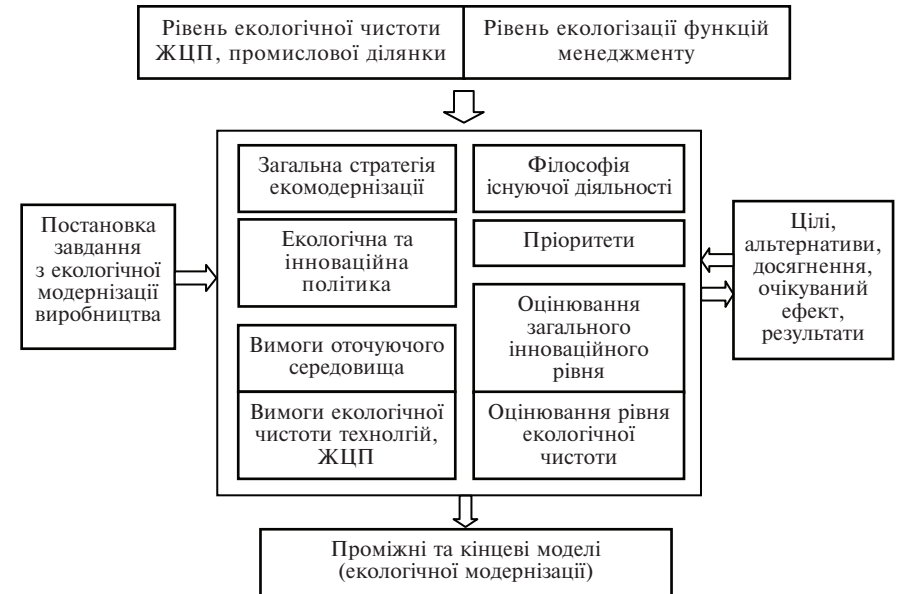 Рівень екологічної чистоти
ЖЦП, промислової ділянки
Рівень екологізації функцій
менеджменту
Загальна стратегія
екомодернізації
Філософія
існуючої діяльності
Постановка
завдання
з екологічної
модернізації
виробництва
Екологічна та
інноваційна
політика
Пріоритети
Цілі,
альтернативи,
досягнення,
очікуваний
ефект,
результати
Вимоги оточуючого
середовища
Оцінювання
загального
інноваційного
рівня
Вимоги екологічної
чистоти технолгій,
ЖЦП
Оцінювання рівня
екологічної
чистоти
Проміжні та кінцеві моделі
(екологічної модернізації)